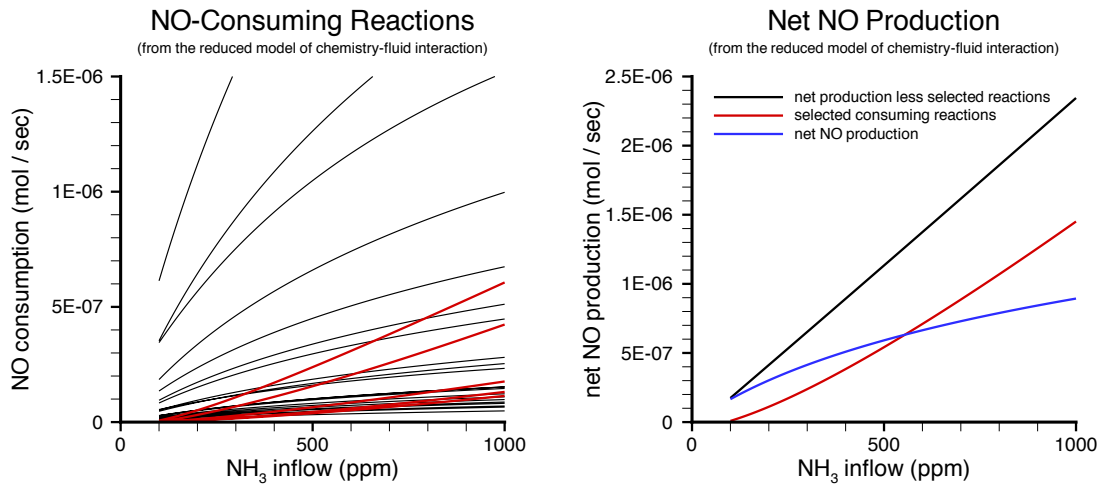 NO-Consuming Reactions
(from the reduced model of chemistry-fluid interaction)
1.5E-06
1E-06
5E-07
0
0
500
1000
NO consumption (mol / sec)
NH3 inflow (ppm)
Net NO Production
(from the reduced model of chemistry-fluid interaction)
2.5E-06
2E-06
1.5E-06
1E-06
5E-07
0
0
500
1000
net NO production (mol / sec)
NH3 inflow (ppm)
net production less selected reactions
selected consuming reactions
net NO production